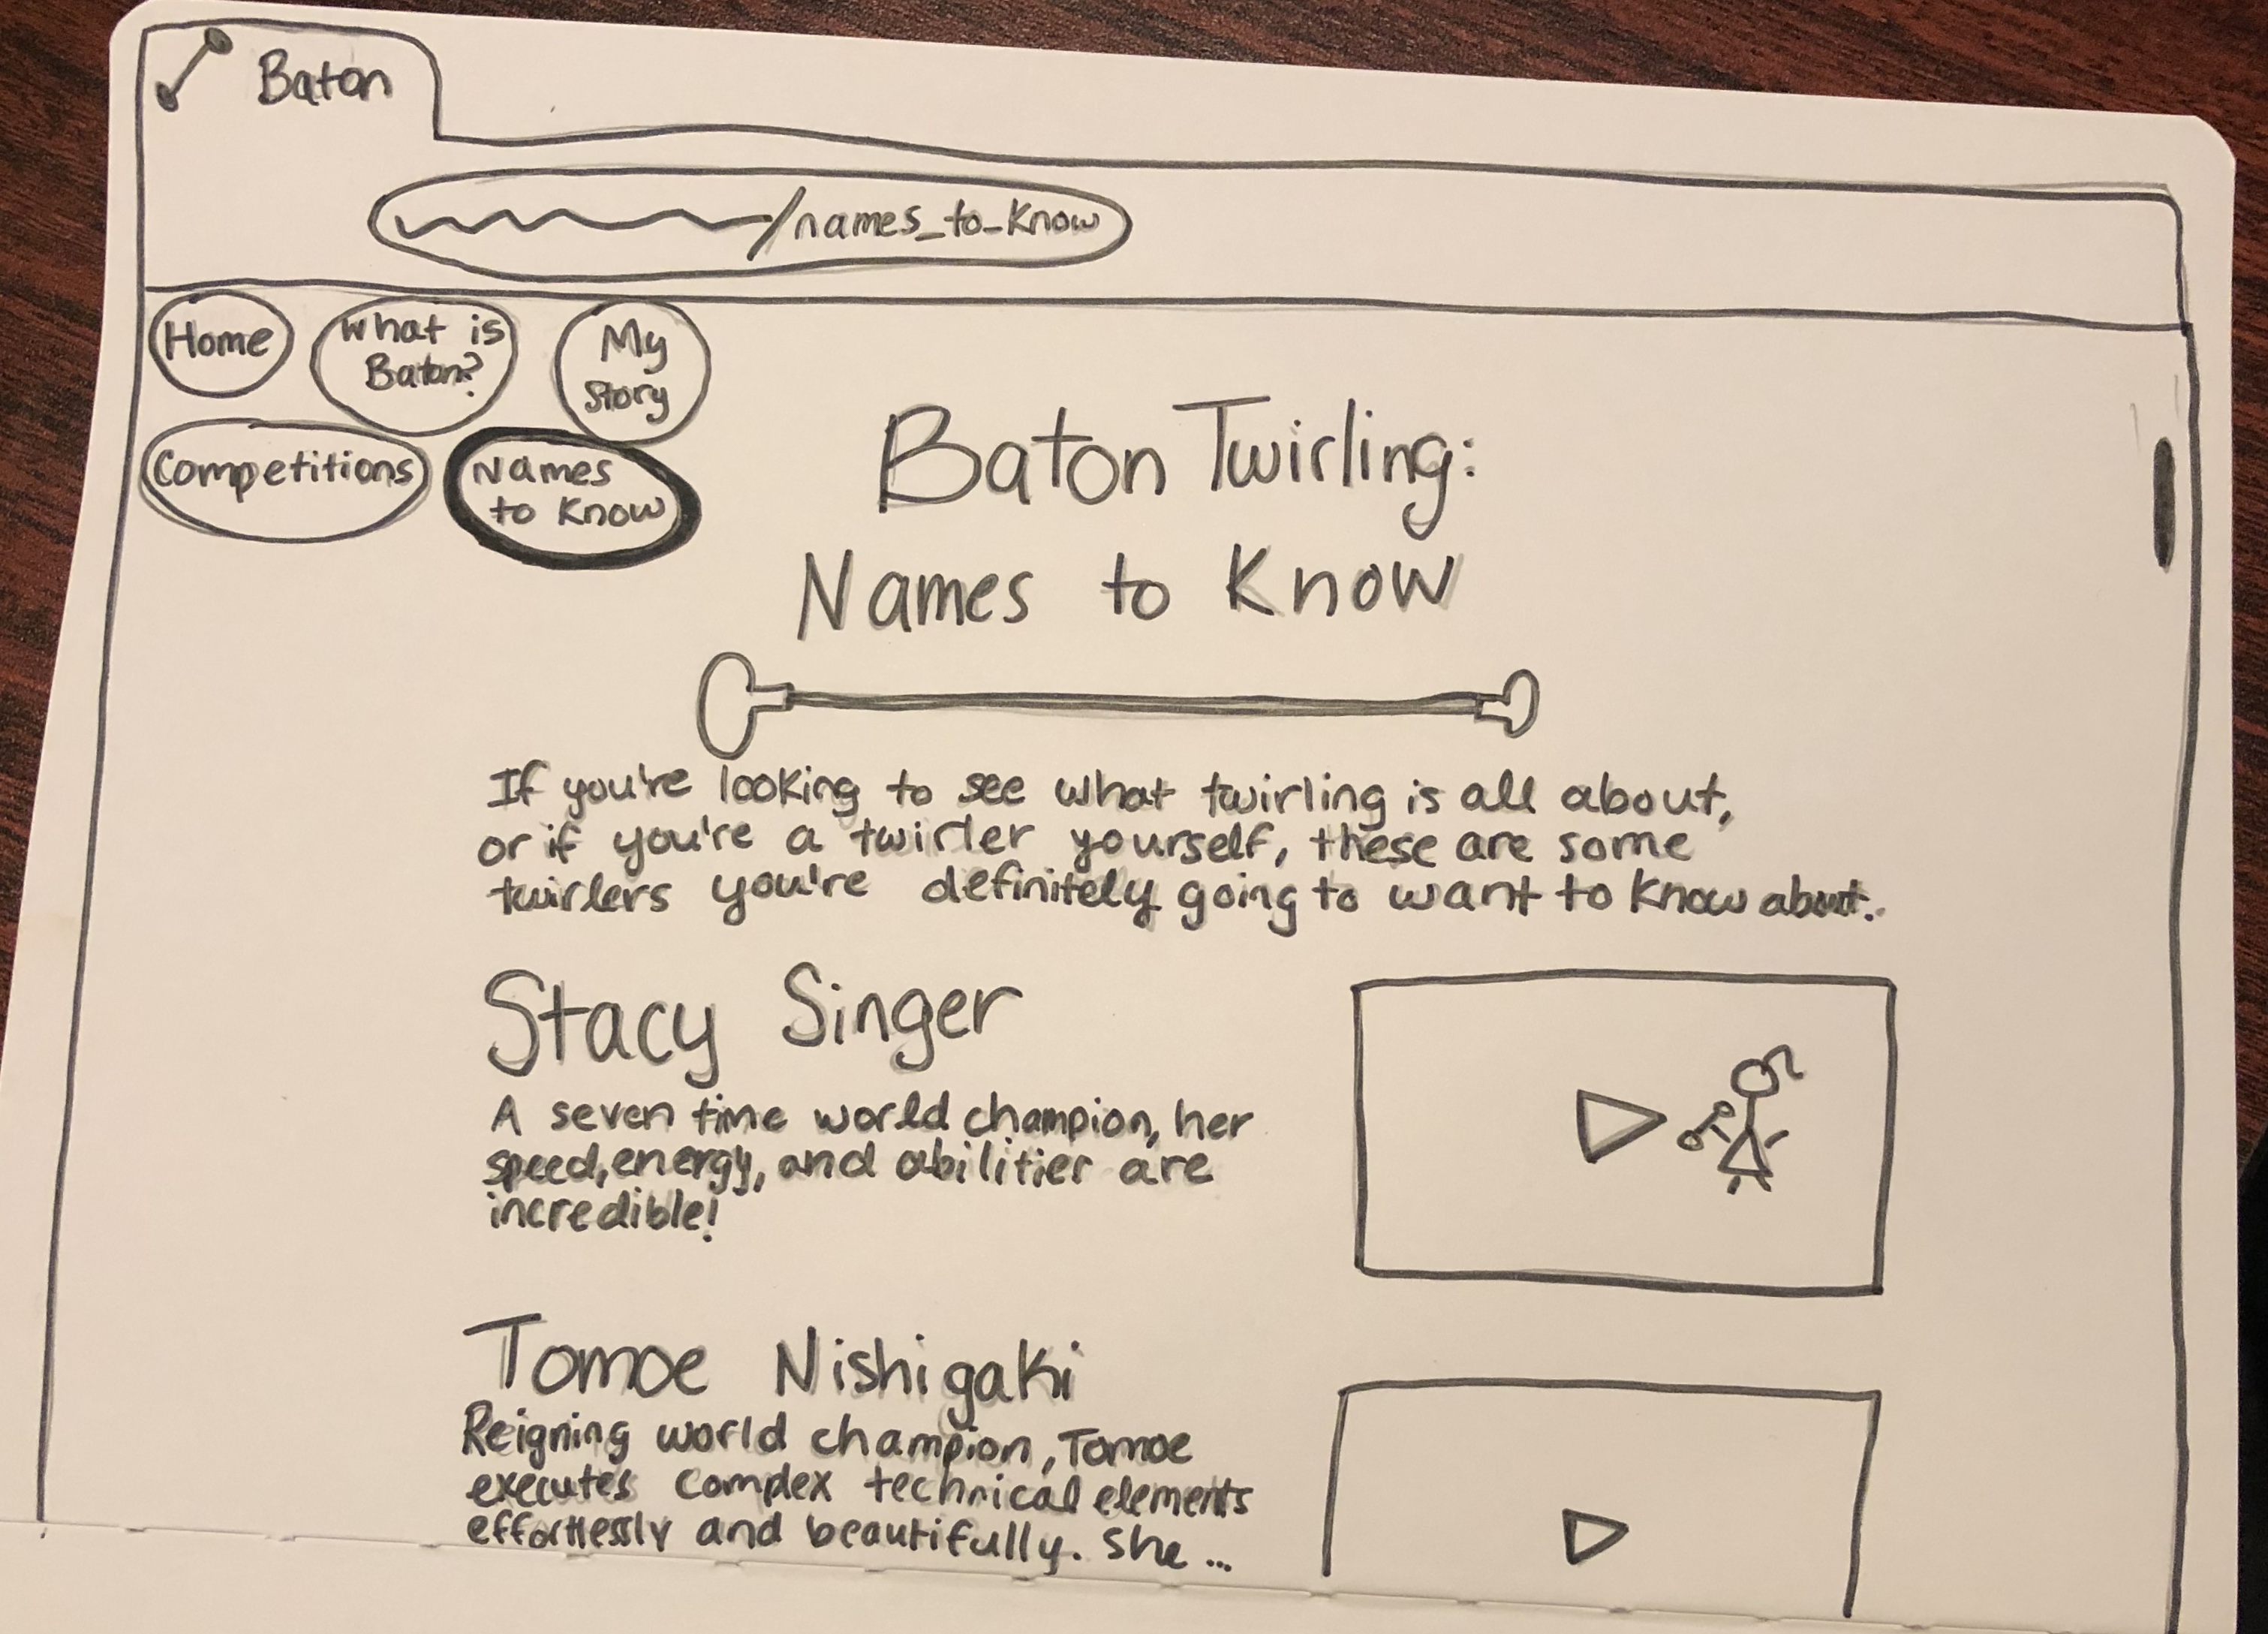 Baton
/names_to_know
Home
What is
Baton?
My
Story
Competitions
Names
to Know
Baton Twirling:
Names to Know
If you're looking to see what twirling is all about,
or if you're a twirler yourself, these are some
twirlers you're definitely going to want to know about.
Stacy Singer
A seven time world champion, her
speed, energy, and abilitier are
incredible!
Tomoe Nishigaki
Reigning world champion, Tomoe
executes complex technical elements
effortlessly and beautifully. She ...